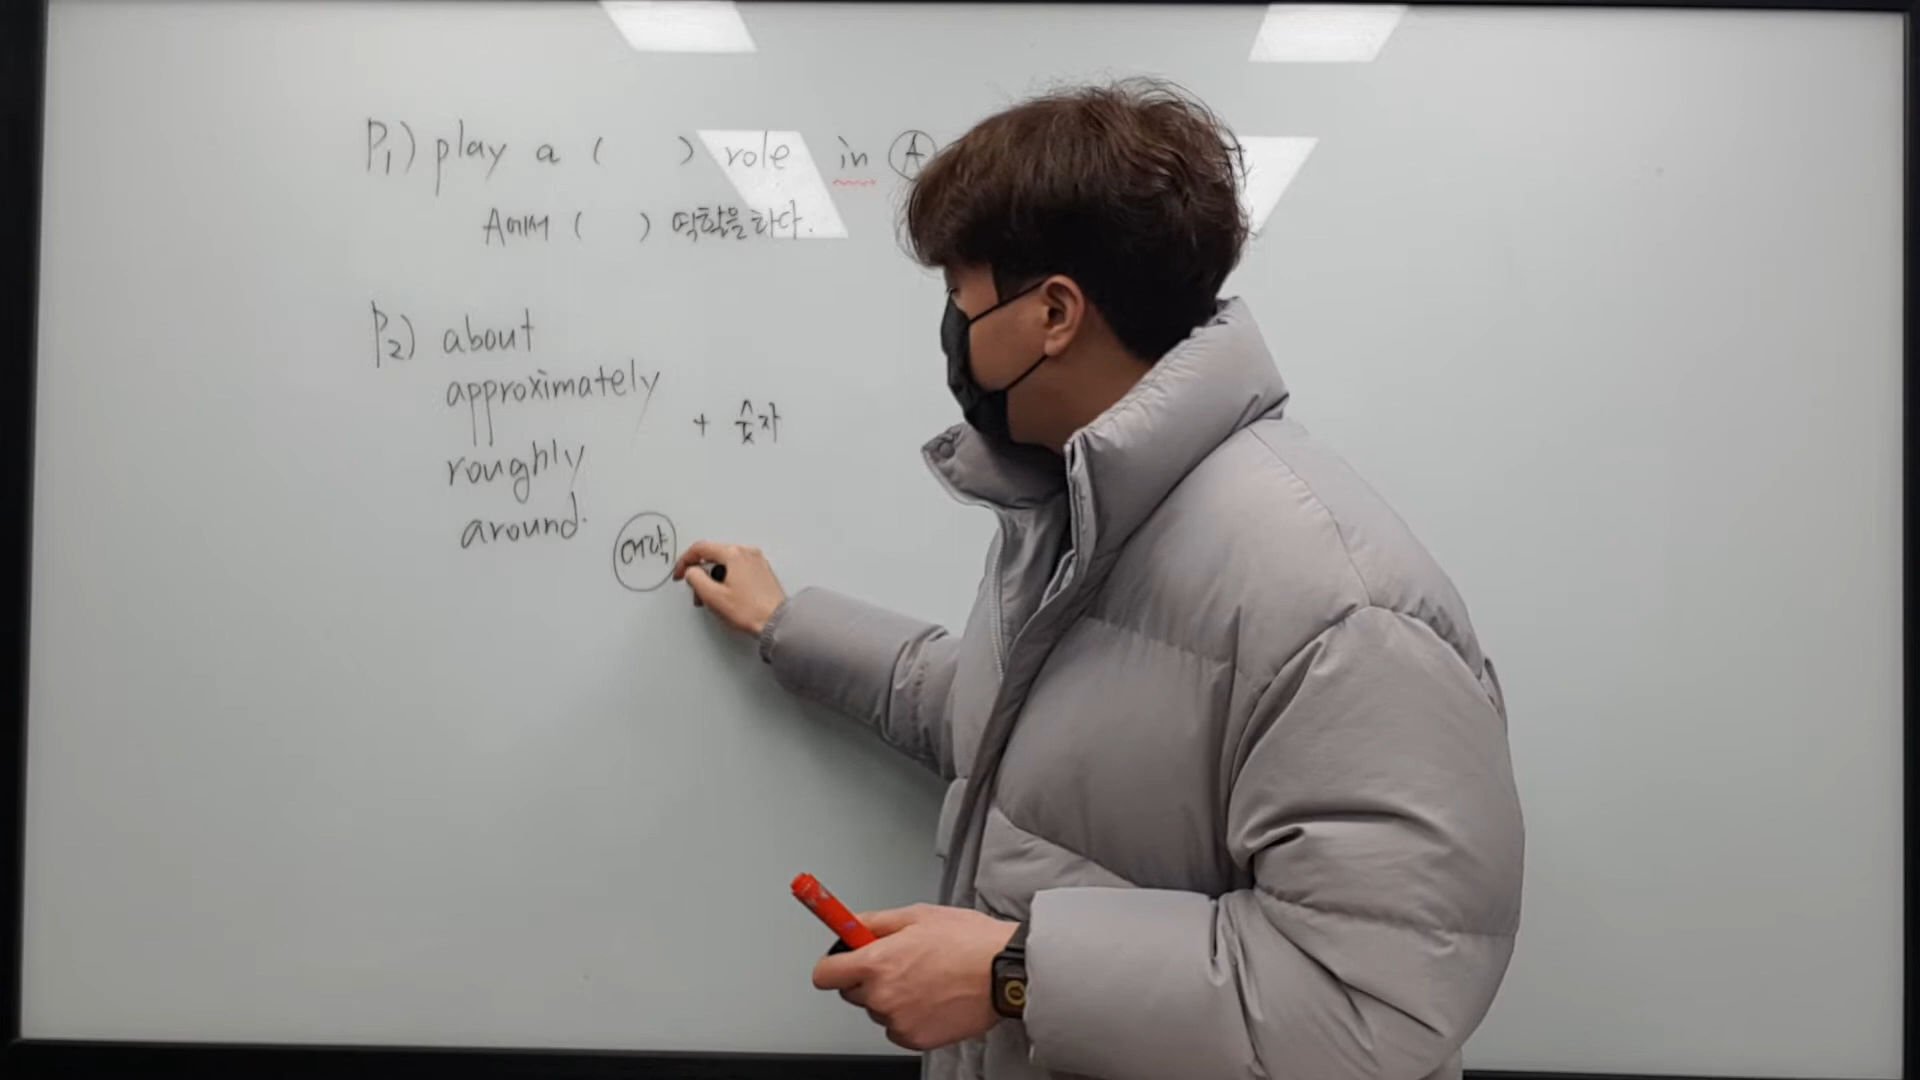 P1) play a ( ) role in A
A에서 ( ) 역할을 하다.
P2) about
approximately
+ 숫자
roughly
around.
대략